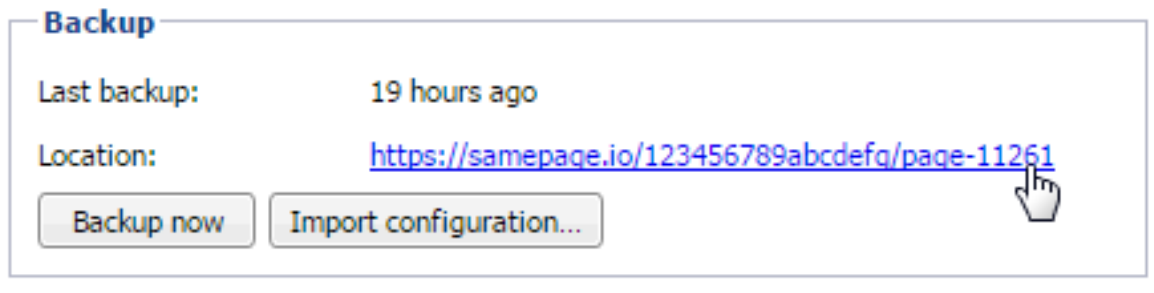 Backup
Last backup: 19 hours ago
Location: https://samepage.io/123456789abcdefg/page-11261
Backup now Import configuration...